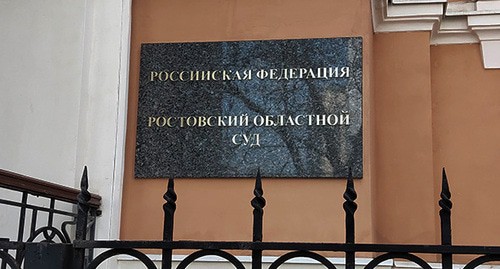 РОССИЙСКАЯ ФЕДЕРАЦИЯ
РОСТОВСКИЙ ОБЛАСТНОЙ
СУД